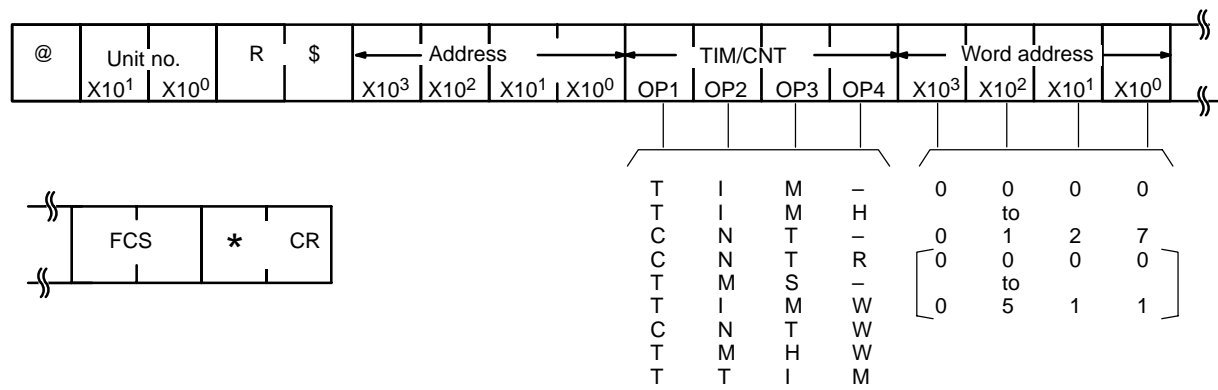 @ Unit no. R $ Address TIM/CNT Word address
X10¹ X10⁰ X10³ X10² X10¹ X10⁰ OP1 OP2 OP3 OP4 X10³ X10² X10¹ X10⁰
T I M – 0 0 0 0
T I M H to
C N T – 0 1 2 7
C N T R 0 0 0 0
T M S – to
T I M W 0 5 1 1
C N T W
T M H W
T T I M
FCS * CR